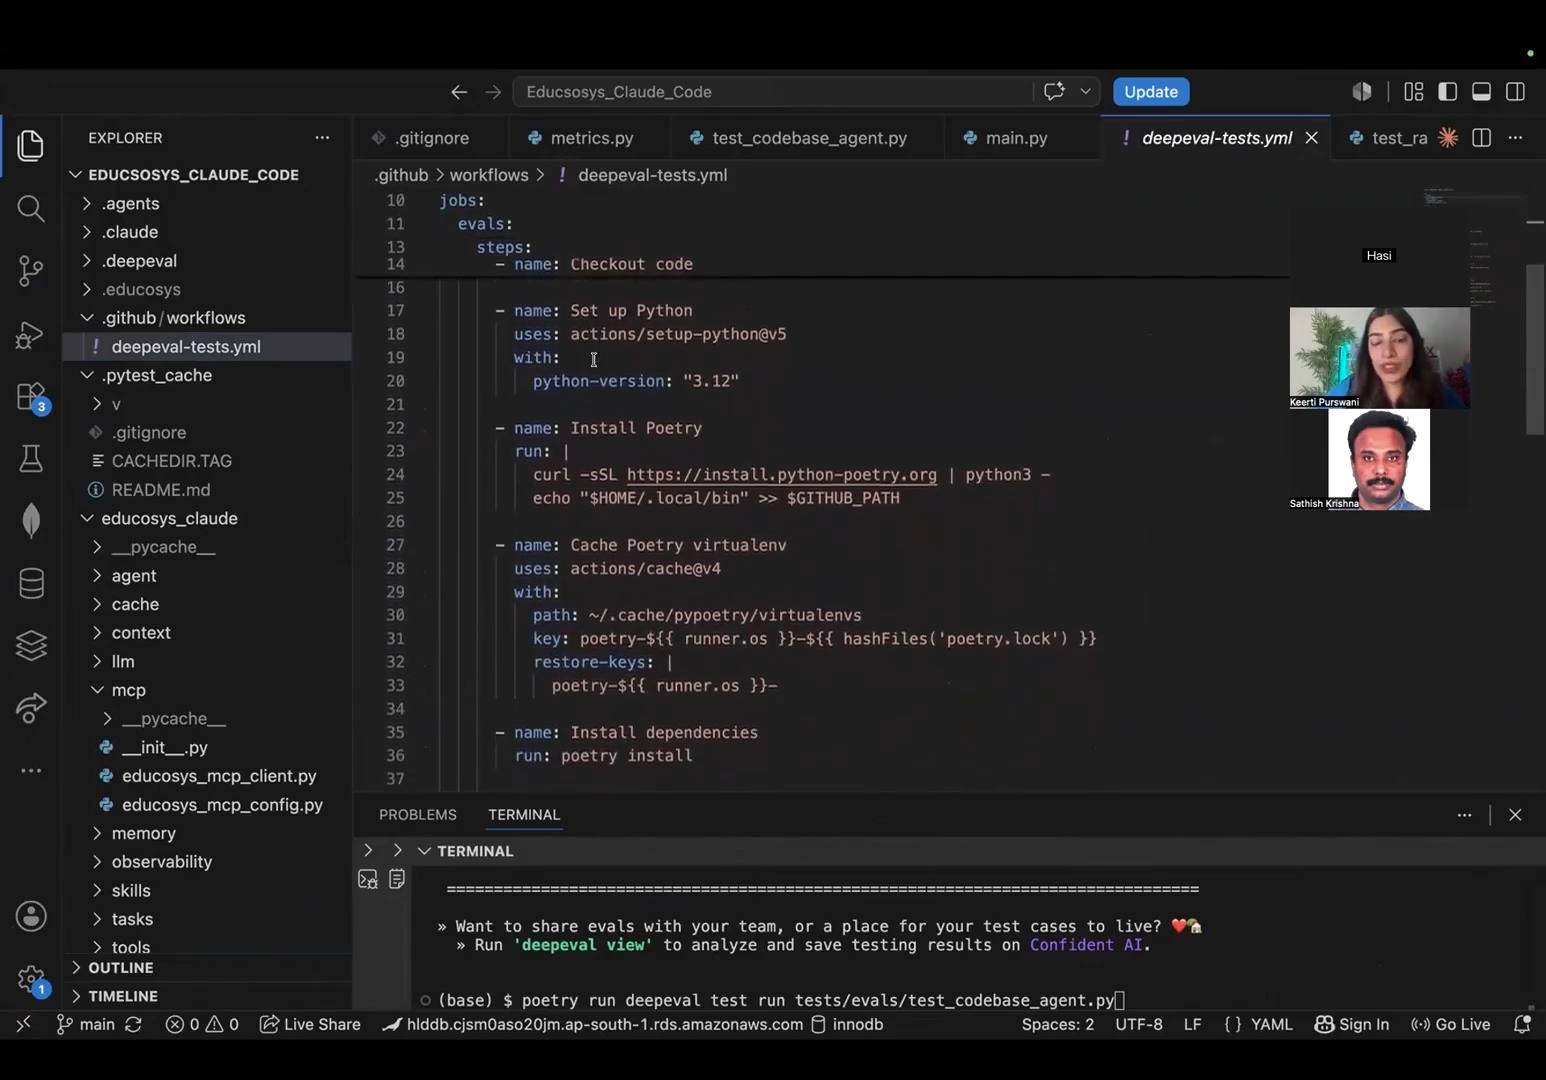 Educsosys_Claude_Code
Update
EXPLORER
.gitignore
metrics.py
test_codebase_agent.py
main.py
! deepeval-tests.yml
test_ra
EDUCSOSYS_CLAUDE_CODE
.agents
.claude
.deepeval
.educosys
.github/workflows
! deepeval-tests.yml
.pytest_cache
v
.gitignore
CACHEDIR.TAG
README.md
educosys_claude
__pycache__
agent
cache
context
llm
mcp
__pycache__
__init__.py
educosys_mcp_client.py
educosys_mcp_config.py
memory
observability
skills
tasks
tools
OUTLINE
TIMELINE
3
1
.github > workflows > ! deepeval-tests.yml
10 jobs:
11 evals:
13 steps:
14 - name: Checkout code
16
17 - name: Set up Python
18 uses: actions/setup-python@v5
19 with:
20 python-version: "3.12"
21
22 - name: Install Poetry
23 run: |
24 curl -sSL https://install.python-poetry.org | python3 -
25 echo "$HOME/.local/bin" >> $GITHUB_PATH
26
27 - name: Cache Poetry virtualenv
28 uses: actions/cache@v4
29 with:
30 path: ~/.cache/pypoetry/virtualenvs
31 key: poetry-${{ runner.os }}-${{ hashFiles('poetry.lock') }}
32 restore-keys: |
33 poetry-${{ runner.os }}-
34
35 - name: Install dependencies
36 run: poetry install
37
Hasi
Keerti Purswani
Sathish Krishna
PROBLEMS
TERMINAL
TERMINAL
================================================================================
» Want to share evals with your team, or a place for your test cases to live? ❤️🏡
» Run 'deepeval view' to analyze and save testing results on Confident AI.
(base) $ poetry run deepeval test run tests/evals/test_codebase_agent.py
main
0
0
Live Share
hlddb.cjsm0aso20jm.ap-south-1.rds.amazonaws.com
innodb
Spaces: 2
UTF-8
LF
{ } YAML
Sign In
Go Live